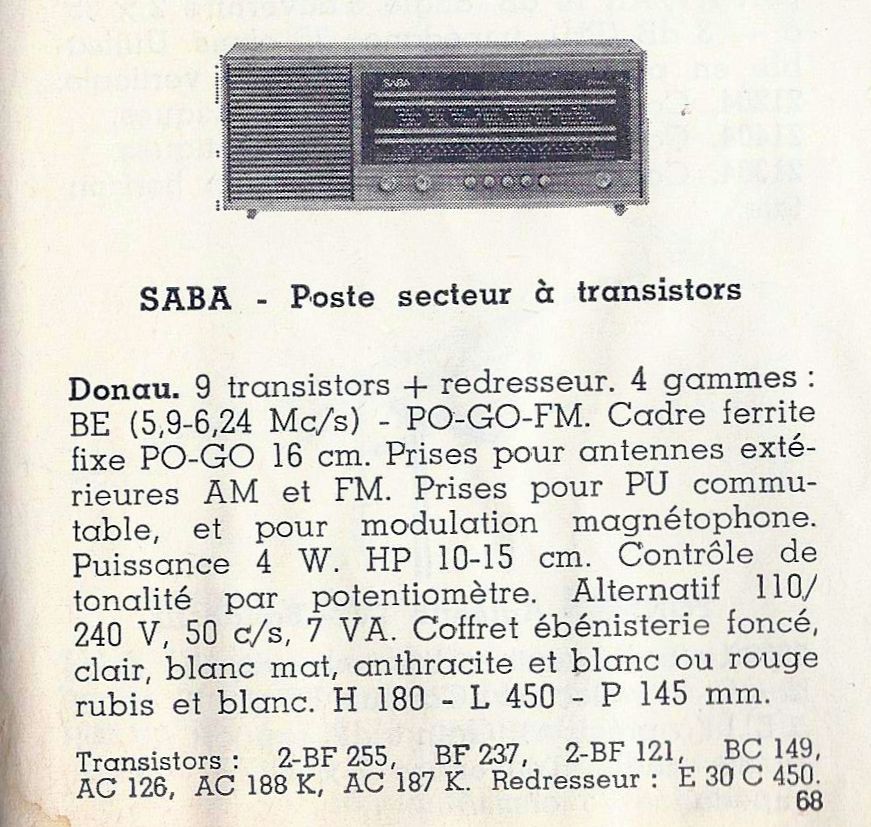 SABA
SABA - Poste secteur à transistors
Donau. 9 transistors + redresseur. 4 gammes :
BE (5,9-6,24 Mc/s) - PO-GO-FM. Cadre ferrite
fixe PO-GO 16 cm. Prises pour antennes exté-
rieures AM et FM. Prises pour PU commu-
table, et pour modulation magnétophone.
Puissance 4 W. HP 10-15 cm. Contrôle de
tonalité par potentiomètre. Alternatif 110/
240 V, 50 c/s, 7 VA. Coffret ébénisterie foncé,
clair, blanc mat, anthracite et blanc ou rouge
rubis et blanc. H 180 - L 450 - P 145 mm.
Transistors : 2-BF 255, BF 237, 2-BF 121, BC 149,
AC 126, AC 188 K, AC 187 K. Redresseur : E 30 C 450.
68